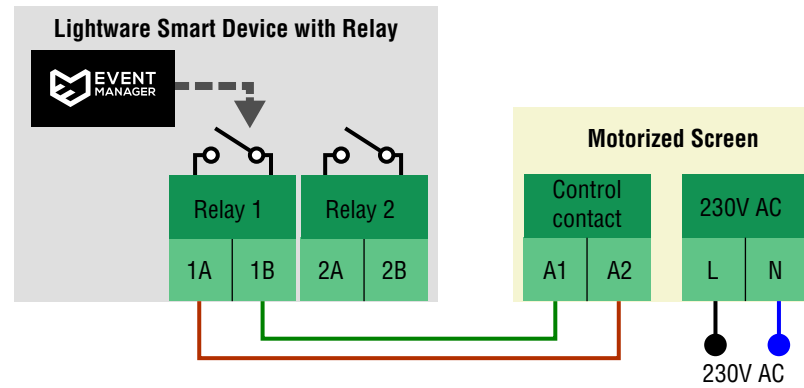 Lightware Smart Device with Relay
EVENT
MANAGER
Relay 1
Relay 2
1A
1B
2A
2B
Motorized Screen
Control
contact
230V AC
A1
A2
L
N
230V AC